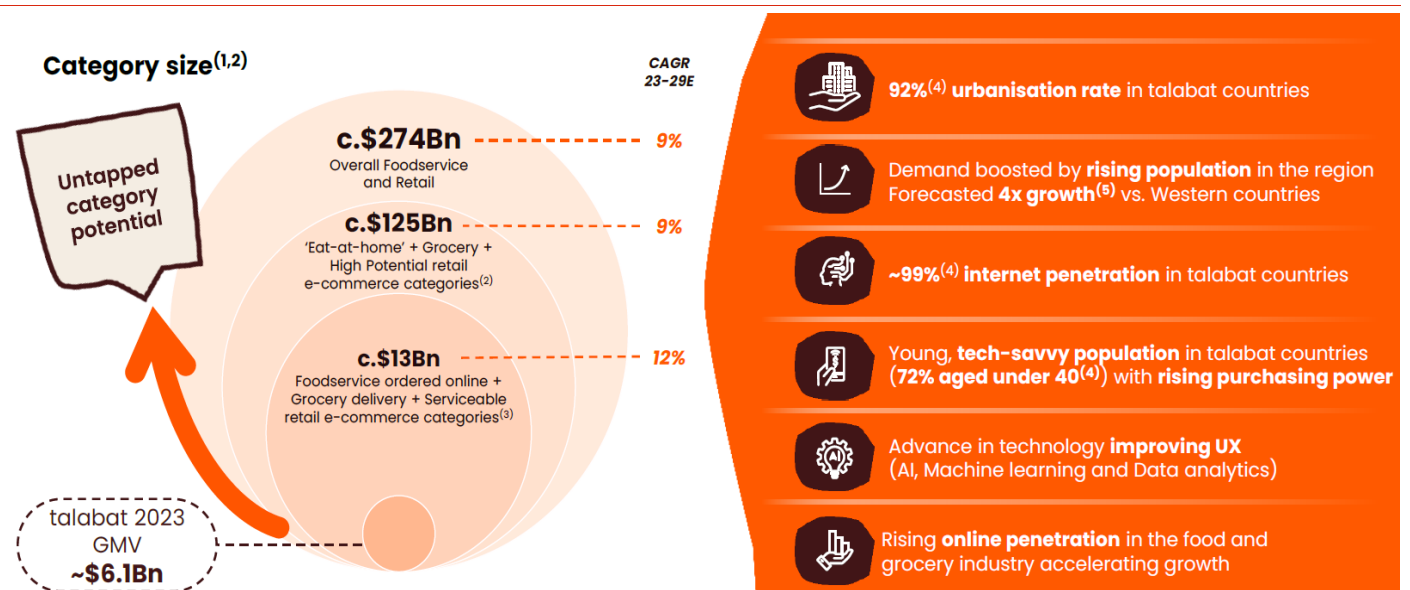 Category size(1,2)
CAGR
23-29E
Untapped
category
potential
c.$274Bn
9%
Overall Foodservice
and Retail
c.$125Bn
9%
‘Eat-at-home’ + Grocery +
High Potential retail
e-commerce categories(2)
c.$13Bn
12%
Foodservice ordered online +
Grocery delivery + Serviceable
retail e-commerce categories(3)
talabat 2023
GMV
~$6.1Bn
92%(4) urbanisation rate in talabat countries
Demand boosted by rising population in the region
Forecasted 4x growth(5) vs. Western countries
~99%(4) internet penetration in talabat countries
Young, tech-savvy population in talabat countries
(72% aged under 40(4)) with rising purchasing power
AI
Advance in technology improving UX
(AI, Machine learning and Data analytics)
Rising online penetration in the food and
grocery industry accelerating growth